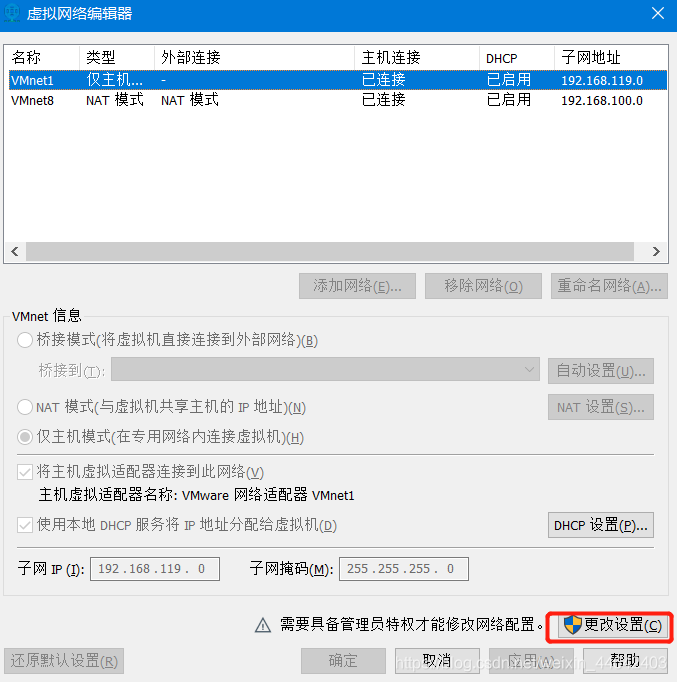 虚拟网络编辑器
名称 类型 外部连接 主机连接 DHCP 子网地址
VMnet1 仅主机... - 已连接 已启用 192.168.119.0
VMnet8 NAT 模式 NAT 模式 已连接 已启用 192.168.100.0
添加网络(E)... 移除网络(O) 重命名网络(A)...
VMnet 信息
桥接模式(将虚拟机直接连接到外部网络)(B)
桥接到(T): 自动设置(U)...
NAT 模式(与虚拟机共享主机的 IP 地址)(N) NAT 设置(S)...
仅主机模式(在专用网络内连接虚拟机)(H)
将主机虚拟适配器连接到此网络(V)
主机虚拟适配器名称: VMware 网络适配器 VMnet1
使用本地 DHCP 服务将 IP 地址分配给虚拟机(D) DHCP 设置(P)...
子网 IP (I): 192.168.119. 0 子网掩码(M): 255.255.255. 0
需要具备管理员特权才能修改网络配置。 更改设置(C)
还原默认设置(R) 确定 取消 应用(A) 帮助